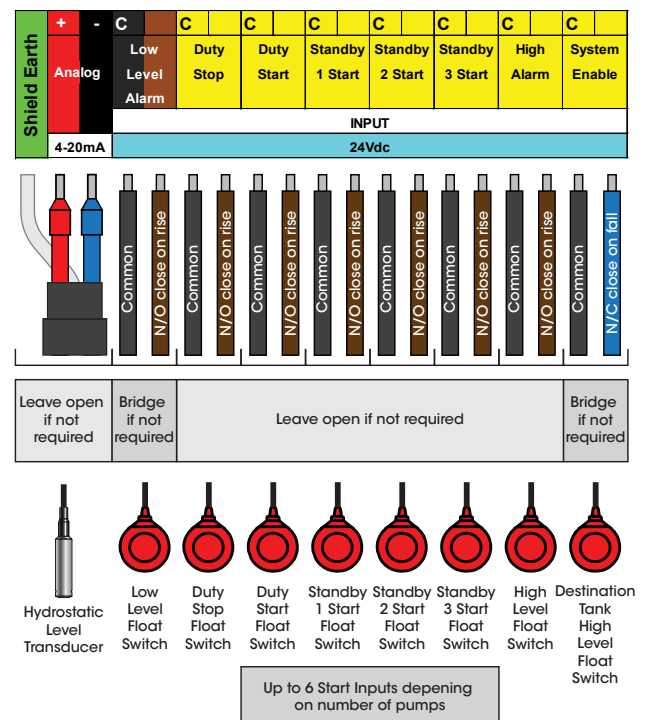 Shield Earth
+ - C C C C C C C C
Analog
Low Level Alarm
Duty Stop
Duty Start
Standby 1 Start
Standby 2 Start
Standby 3 Start
High Alarm
System Enable
INPUT
4-20mA 24Vdc
Common
N/O close on rise
Common
N/O close on rise
Common
N/O close on rise
Common
N/O close on rise
Common
N/O close on rise
Common
N/O close on rise
Common
N/O close on rise
Common
N/C close on fall
Leave open
if not
required
Bridge
if not
required
Leave open if not required
Bridge
if not
required
Hydrostatic
Level
Transducer
Low
Level
Float
Switch
Duty
Stop
Float
Switch
Duty
Start
Float
Switch
Standby
1 Start
Float
Switch
Standby
2 Start
Float
Switch
Standby
3 Start
Float
Switch
High
Level
Float
Switch
Destination
Tank
High
Level
Float
Switch
Up to 6 Start Inputs depening
on number of pumps